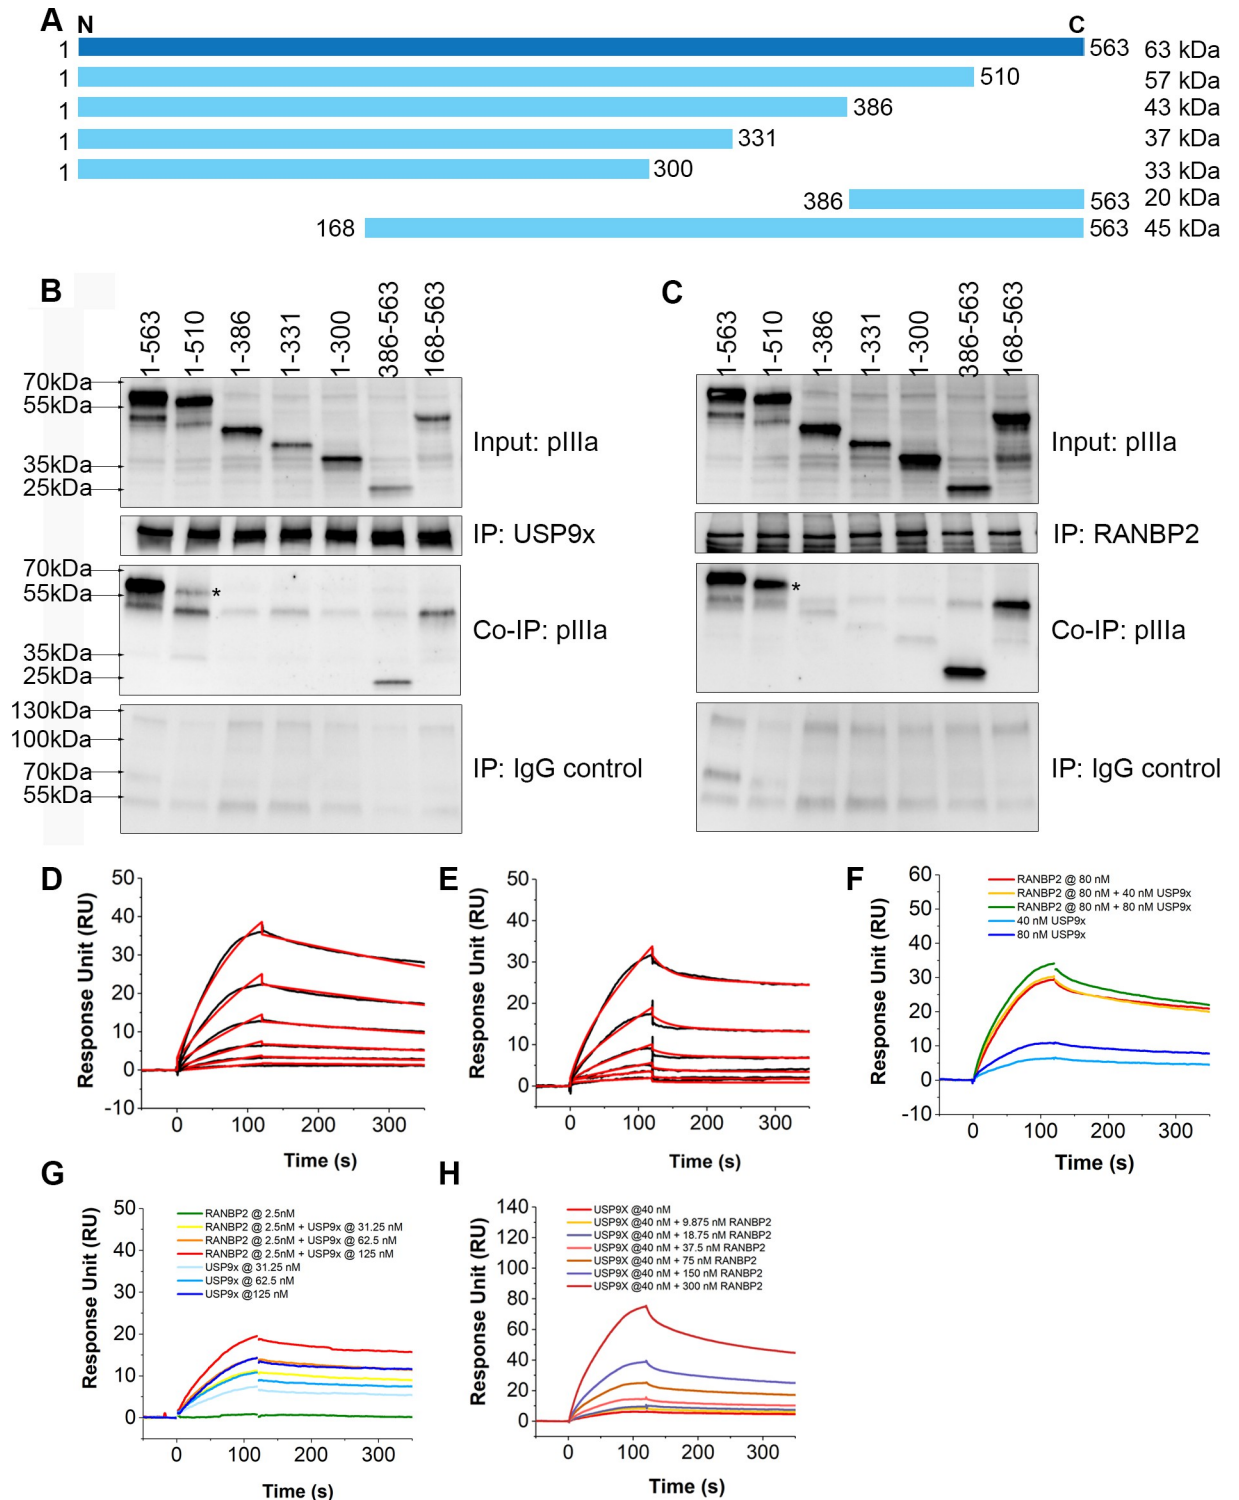 A N C
1 563 63 kDa
1 510 57 kDa
1 386 43 kDa
1 331 37 kDa
1 300 33 kDa
386 563 20 kDa
168 563 45 kDa
B
1-563
1-510
1-386
1-331
1-300
386-563
168-563
70kDa
55kDa
35kDa
25kDa
Input: pIIIa
IP: USP9x
70kDa
55kDa
35kDa
25kDa
*
Co-IP: pIIIa
130kDa
100kDa
70kDa
55kDa
IP: IgG control
C
1-563
1-510
1-386
1-331
1-300
386-563
168-563
Input: pIIIa
IP: RANBP2
*
Co-IP: pIIIa
IP: IgG control
D
Response Unit (RU)
50
40
30
20
10
0
-10
0 100 200 300
Time (s)
E
Response Unit (RU)
50
40
30
20
10
0
0 100 200 300
Time (s)
F
Response Unit (RU)
60
50
40
30
20
10
0
-10
RANBP2 @ 80 nM
RANBP2 @ 80 nM + 40 nM USP9x
RANBP2 @ 80 nM + 80 nM USP9x
40 nM USP9x
80 nM USP9x
0 100 200 300
Time (s)
G
Response Unit (RU)
50
40
30
20
10
0
RANBP2 @ 2.5nM
RANBP2 @ 2.5nM + USP9x @ 31.25 nM
RANBP2 @ 2.5nM + USP9x @ 62.5 nM
RANBP2 @ 2.5nM + USP9x @ 125 nM
USP9x @ 31.25 nM
USP9x @ 62.5 nM
USP9x @125 nM
0 100 200 300
Time (s)
H
Response Unit (RU)
140
120
100
80
60
40
20
0
USP9X @40 nM
USP9X @40 nM + 9.875 nM RANBP2
USP9X @40 nM + 18.75 nM RANBP2
USP9X @40 nM + 37.5 nM RANBP2
USP9X @40 nM + 75 nM RANBP2
USP9X @40 nM + 150 nM RANBP2
USP9X @40 nM + 300 nM RANBP2
0 100 200 300
Time (s)